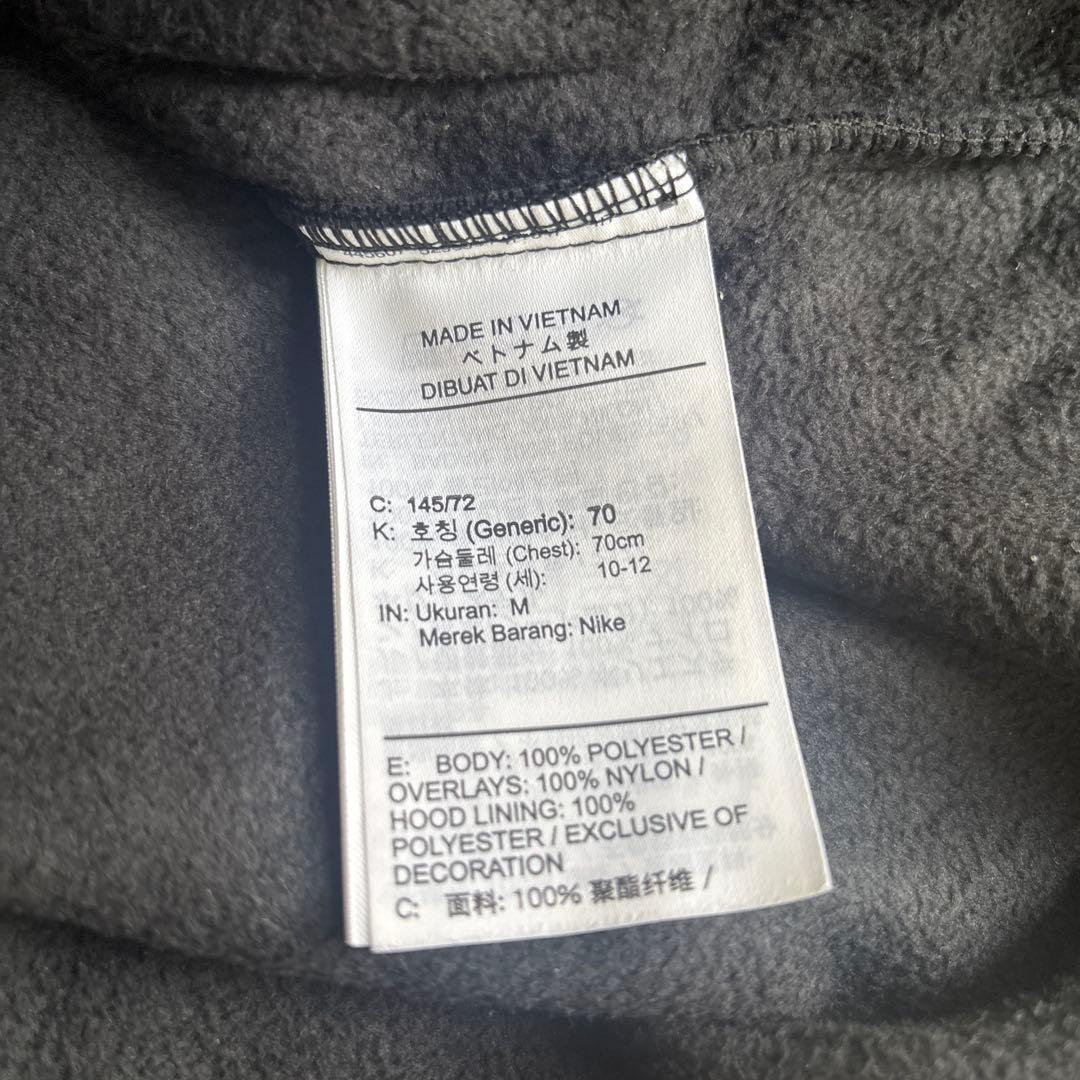 MADE IN VIETNAM
ベトナム製
DIBUAT DI VIETNAM
C: 145/72
K: 호칭 (Generic): 70
가슴둘레 (Chest): 70cm
사용연령 (세): 10-12
IN: Ukuran: M
Merek Barang: Nike
E: BODY: 100% POLYESTER /
OVERLAYS: 100% NYLON /
HOOD LINING: 100%
POLYESTER / EXCLUSIVE OF
DECORATION
C: 面料: 100% 聚酯纤维 /